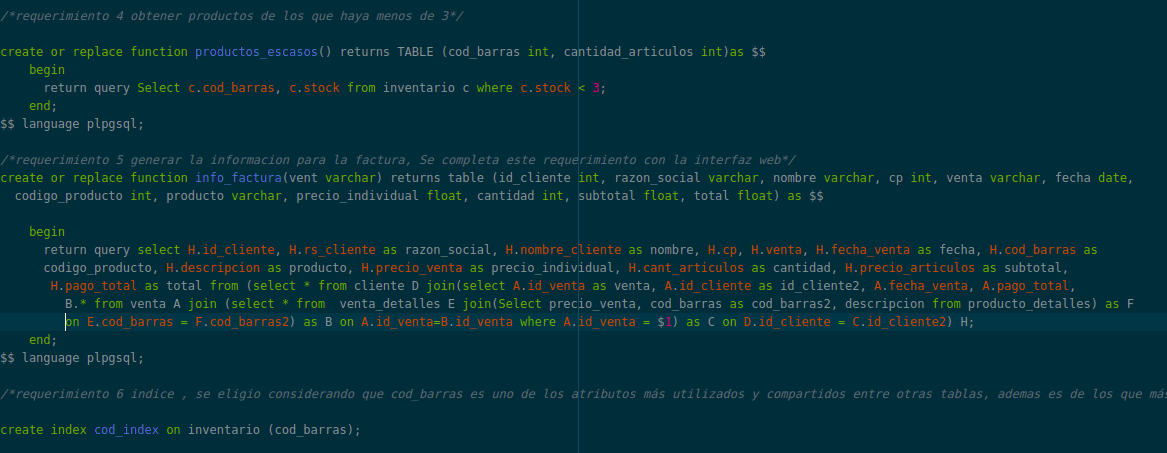 /*requerimiento 4 obtener productos de los que haya menos de 3*/
create or replace function productos_escasos() returns TABLE (cod_barras int, cantidad_articulos int)as $$
begin
return query Select c.cod_barras, c.stock from inventario c where c.stock < 3;
end;
$$ language plpgsql;
/*requerimiento 5 generar la informacion para la factura, Se completa este requerimiento con la interfaz web*/
create or replace function info_factura(vent varchar) returns table (id_cliente int, razon_social varchar, nombre varchar, cp int, venta varchar, fecha date,
codigo_producto int, producto varchar, precio_individual float, cantidad int, subtotal float, total float) as $$
begin
return query select H.id_cliente, H.rs_cliente as razon_social, H.nombre_cliente as nombre, H.cp, H.venta, H.fecha_venta as fecha, H.cod_barras as
codigo_producto, H.descripcion as producto, H.precio_venta as precio_individual, H.cant_articulos as cantidad, H.precio_articulos as subtotal,
H.pago_total as total from (select * from cliente D join(select A.id_venta as venta, A.id_cliente as id_cliente2, A.fecha_venta, A.pago_total,
B.* from venta A join (select * from  venta_detalles E join(Select precio_venta, cod_barras as cod_barras2, descripcion from producto_detalles) as F
on E.cod_barras = F.cod_barras2) as B on A.id_venta=B.id_venta where A.id_venta = $1) as C on D.id_cliente = C.id_cliente2) H;
end;
$$ language plpgsql;
/*requerimiento 6 indice , se eligio considerando que cod_barras es uno de los atributos más utilizados y compartidos entre otras tablas, ademas es de los que más
create index cod_index on inventario (cod_barras);